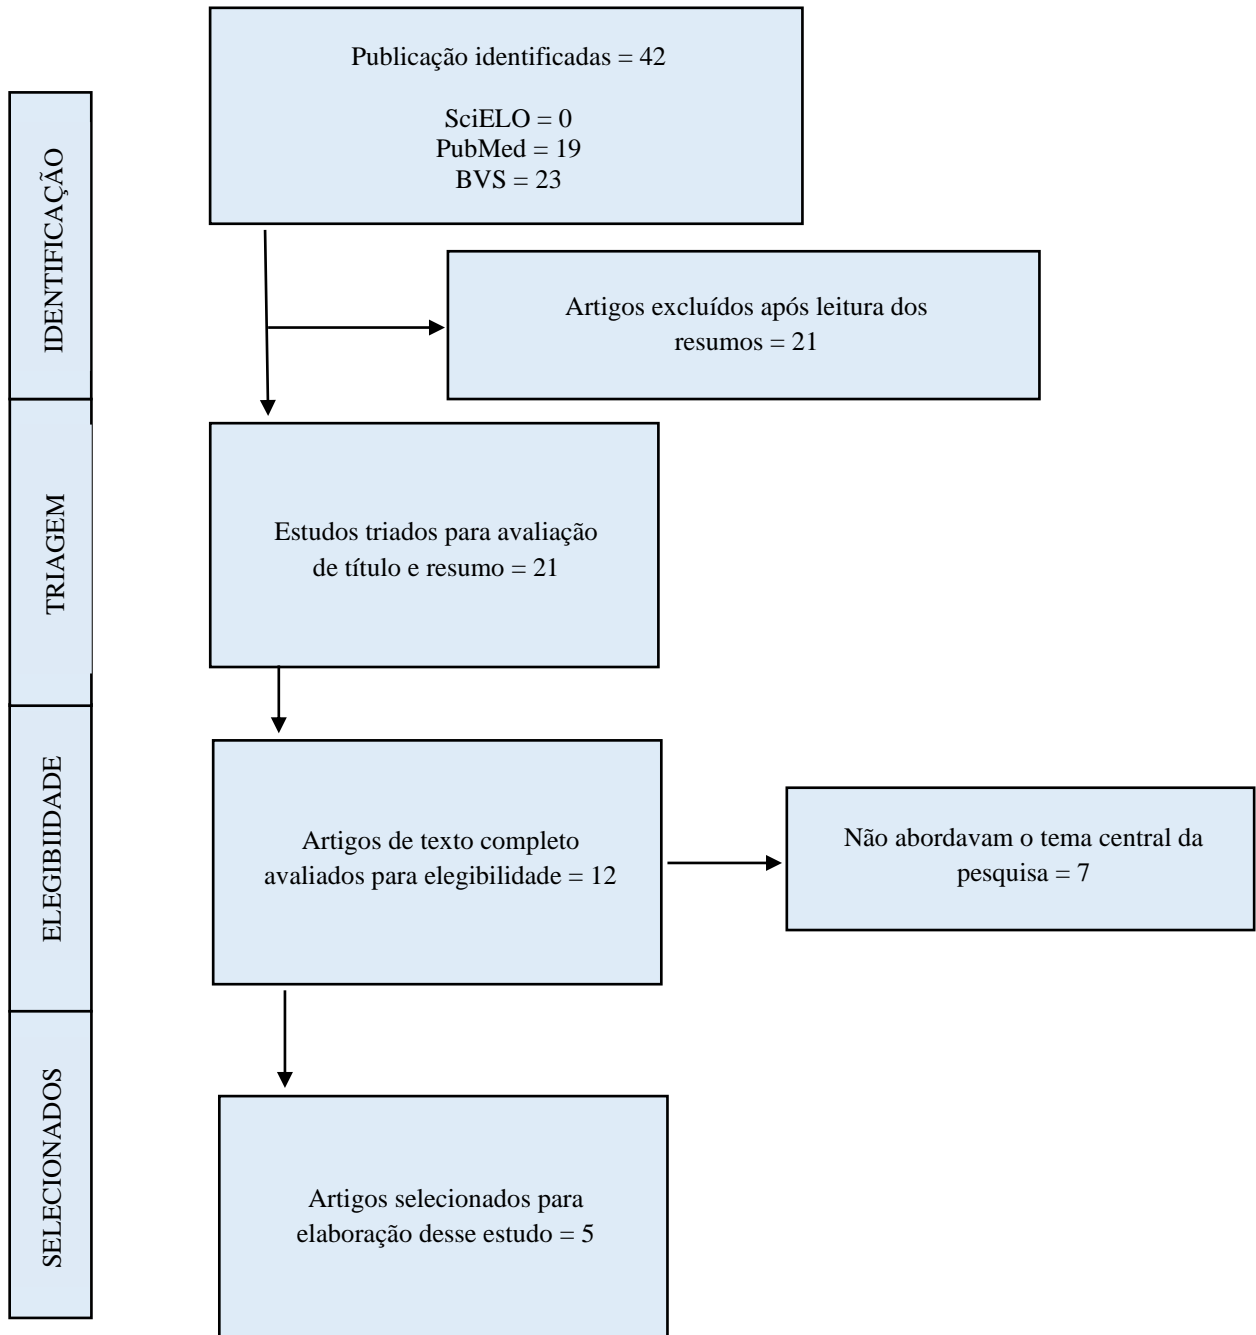 Publicação identificadas = 42
SciELO = 0
PubMed = 19
BVS = 23
IDENTIFICAÇÃO
Artigos excluídos após leitura dos
resumos = 21
TRIAGEM
Estudos triados para avaliação
de título e resumo = 21
ELEGIBIIDADE
Artigos de texto completo
avaliados para elegibilidade = 12
Não abordavam o tema central da
pesquisa = 7
SELECIONADOS
Artigos selecionados para
elaboração desse estudo = 5